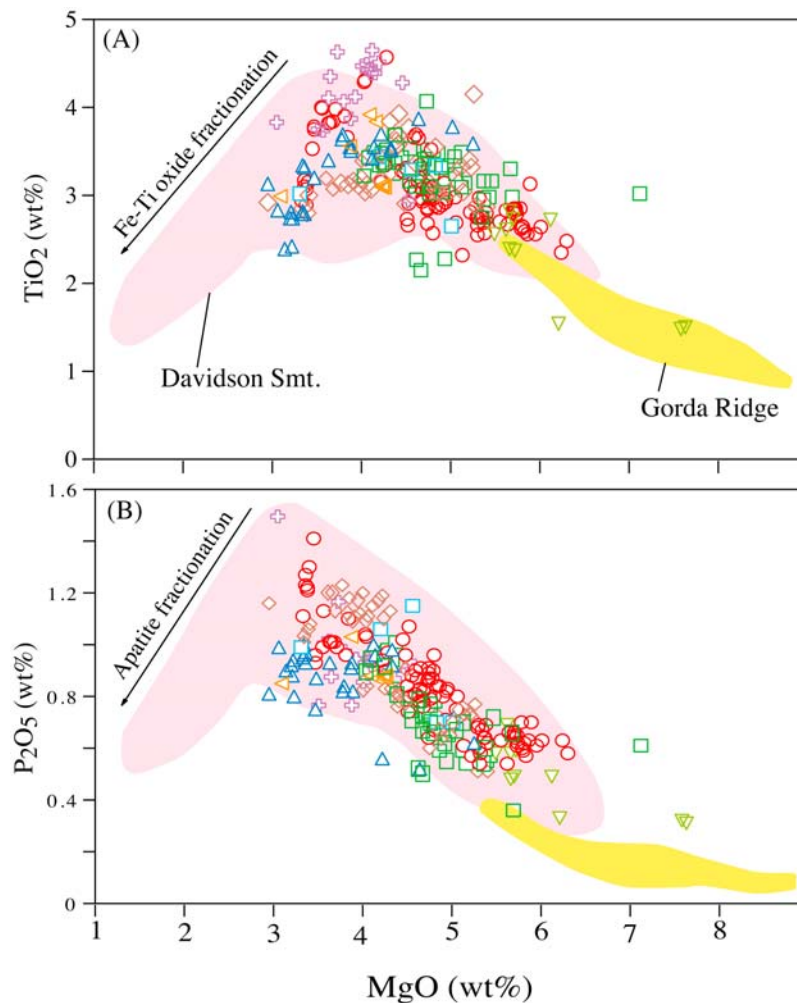 (A)
5
4
3
2
1
0
TiO2 (wt%)
Fe-Ti oxide fractionation
Davidson Smt.
Gorda Ridge
(B)
1.6
1.2
0.8
0.4
0
P2O5 (wt%)
Apatite fractionation
1 2 3 4 5 6 7 8
MgO (wt%)